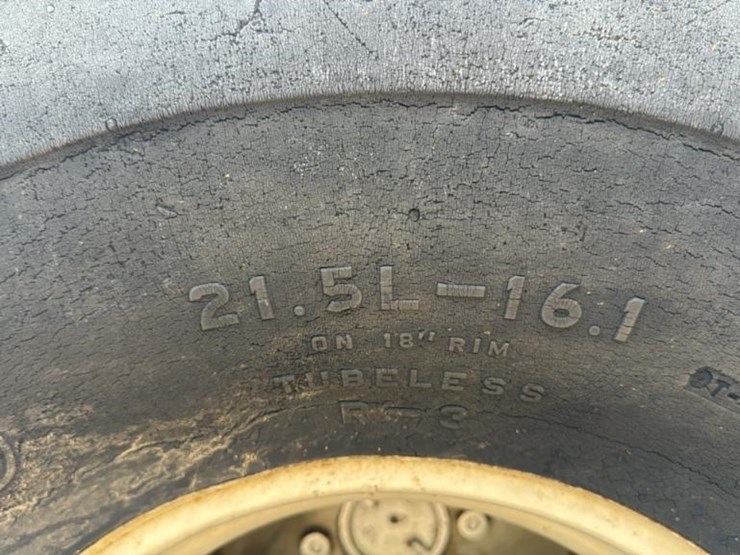 21.5L-16.1
ON 18" RIM
TUBELESS
R-3